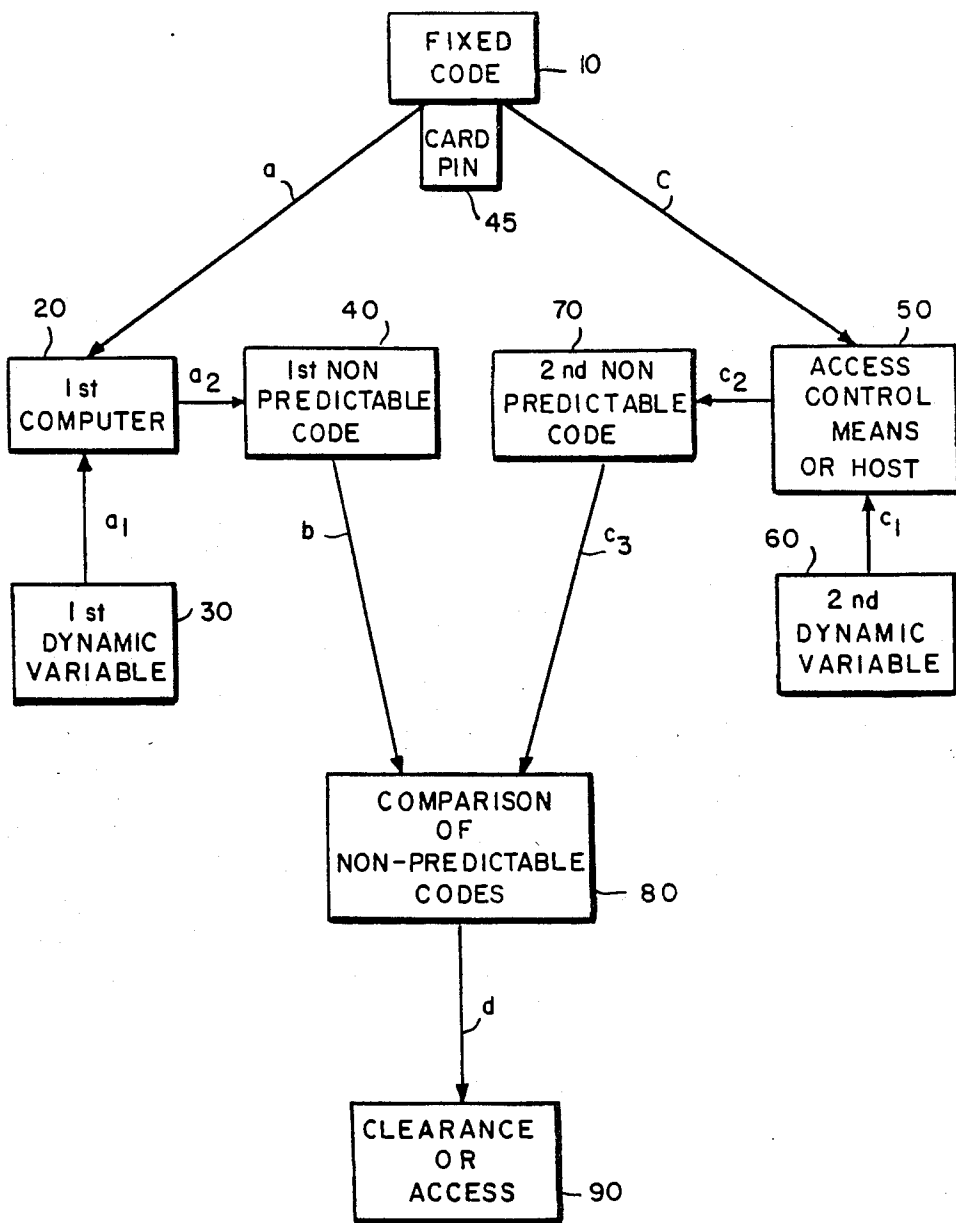 FIXED
CODE
10
CARD
PIN
45
a
C
20
40
70
50
1st
COMPUTER
a2
1st NON
PREDICTABLE
CODE
2nd NON
PREDICTABLE
CODE
c2
ACCESS
CONTROL
MEANS
OR HOST
a1
b
c3
60
c1
1st
DYNAMIC
VARIABLE
30
2nd
DYNAMIC
VARIABLE
COMPARISON
OF
NON-PREDICTABLE
CODES
80
d
CLEARANCE
OR
ACCESS
90